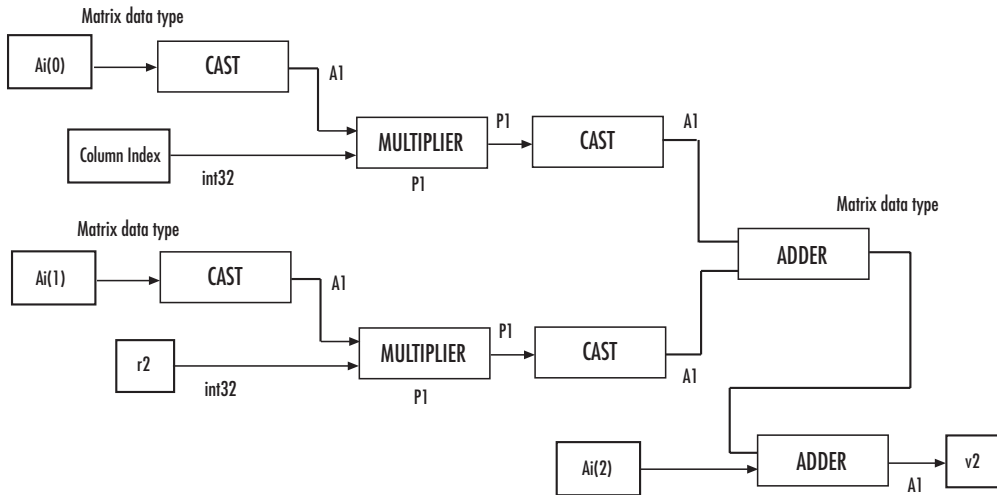 Matrix data type
Ai(0)
CAST
A1
Column Index
int32
MULTIPLIER
P1
P1
CAST
A1
Matrix data type
Ai(1)
CAST
A1
r2
int32
MULTIPLIER
P1
P1
CAST
A1
Matrix data type
ADDER
Ai(2)
ADDER
A1
v2